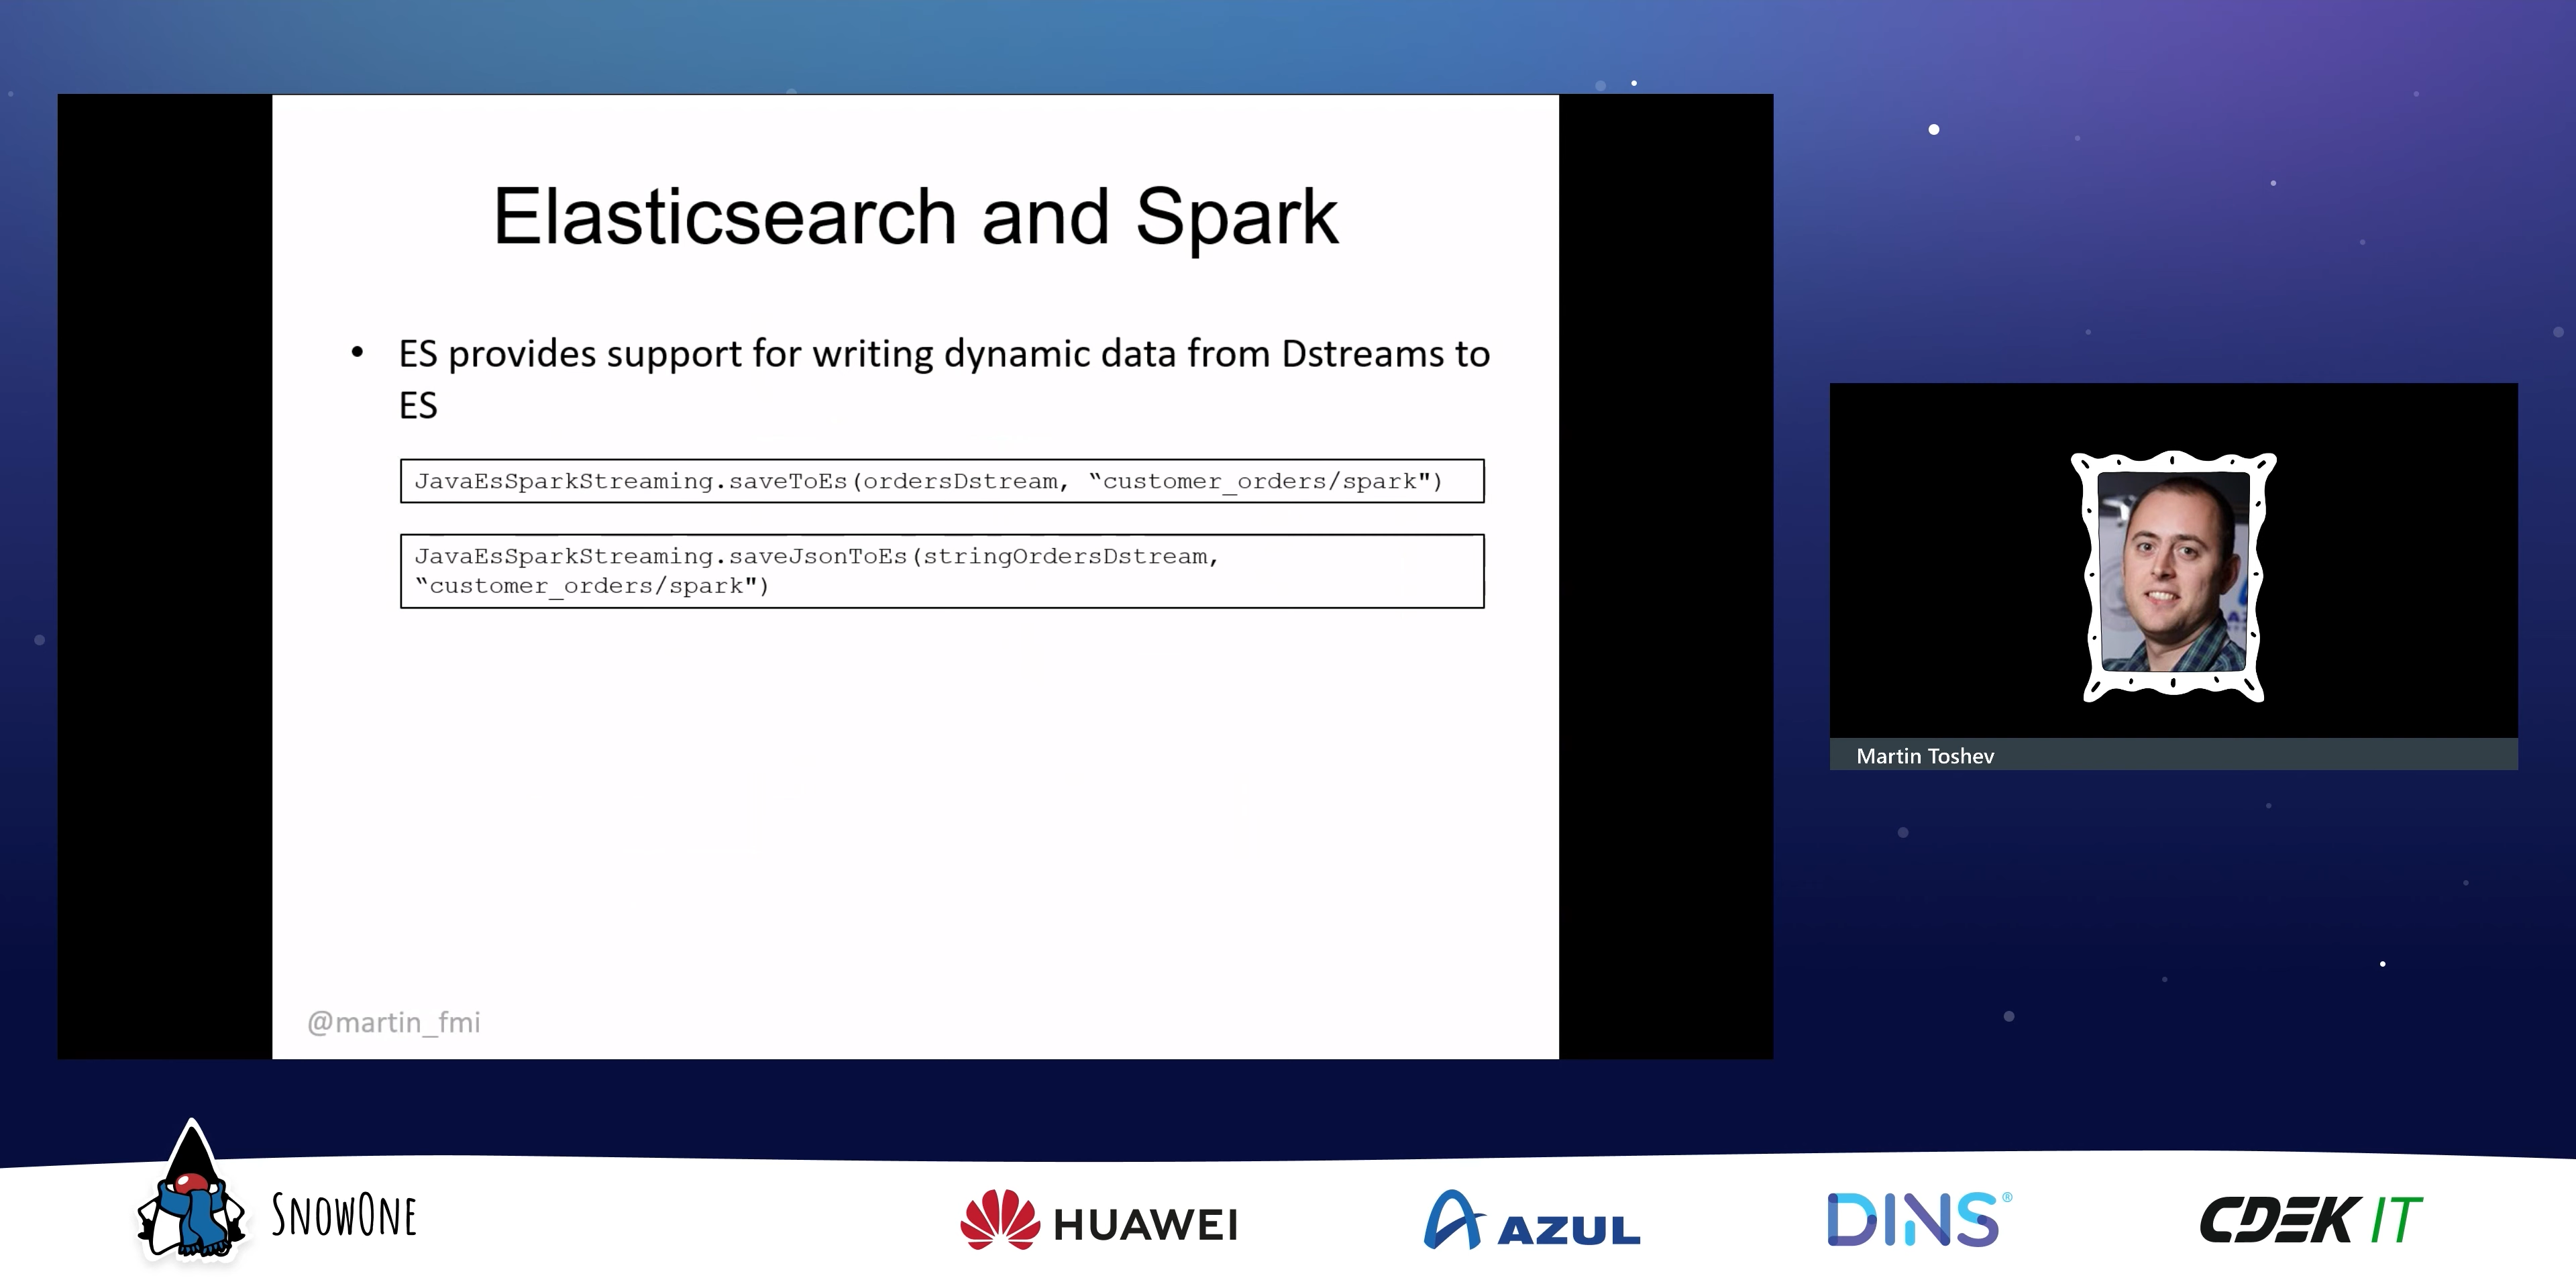 Elasticsearch and Spark
• ES provides support for writing dynamic data from Dstreams to
ES
JavaEsSparkStreaming.saveToEs(ordersDstream, “customer_orders/spark")
JavaEsSparkStreaming.saveJsonToEs(stringOrdersDstream,
“customer_orders/spark")
@martin_fmi
Martin Toshev
SNOWONE
HUAWEI
AZUL
DINS®
CDEK IT